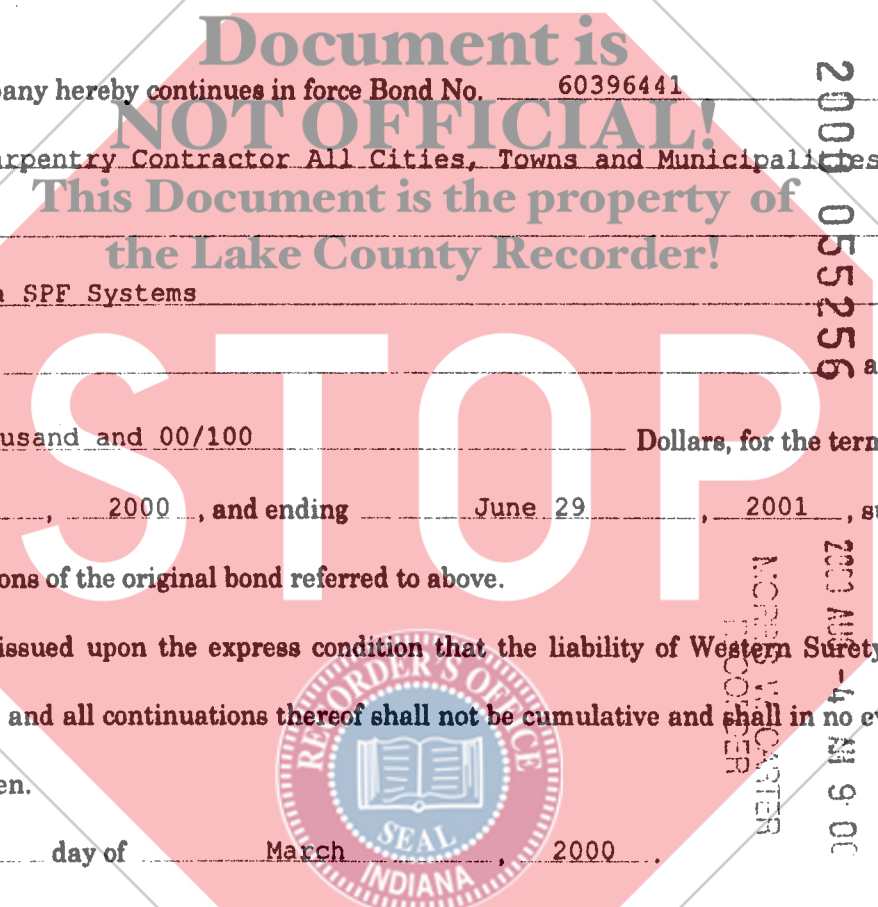 Document is
any hereby continues in force Bond No. 60396441
NOT OFFICIAL!
arpentry Contractor All Cities, Towns and Municipalities
This Document is the property of
the Lake County Recorder!
SPF Systems
STOP
usand and 00/100 Dollars, for the term
, 2000 , and ending June 29 , 2001 , su
ons of the original bond referred to above.
issued upon the express condition that the liability of Western Surety
and all continuations thereof shall not be cumulative and shall in no ev
en.
day of March , 2000 .
RECORDER'S OFFICE
SEAL
INDIANA
2000 055256
2000 AUG -4 AM 9:00
MORRIS W. CARTER
RECORDER